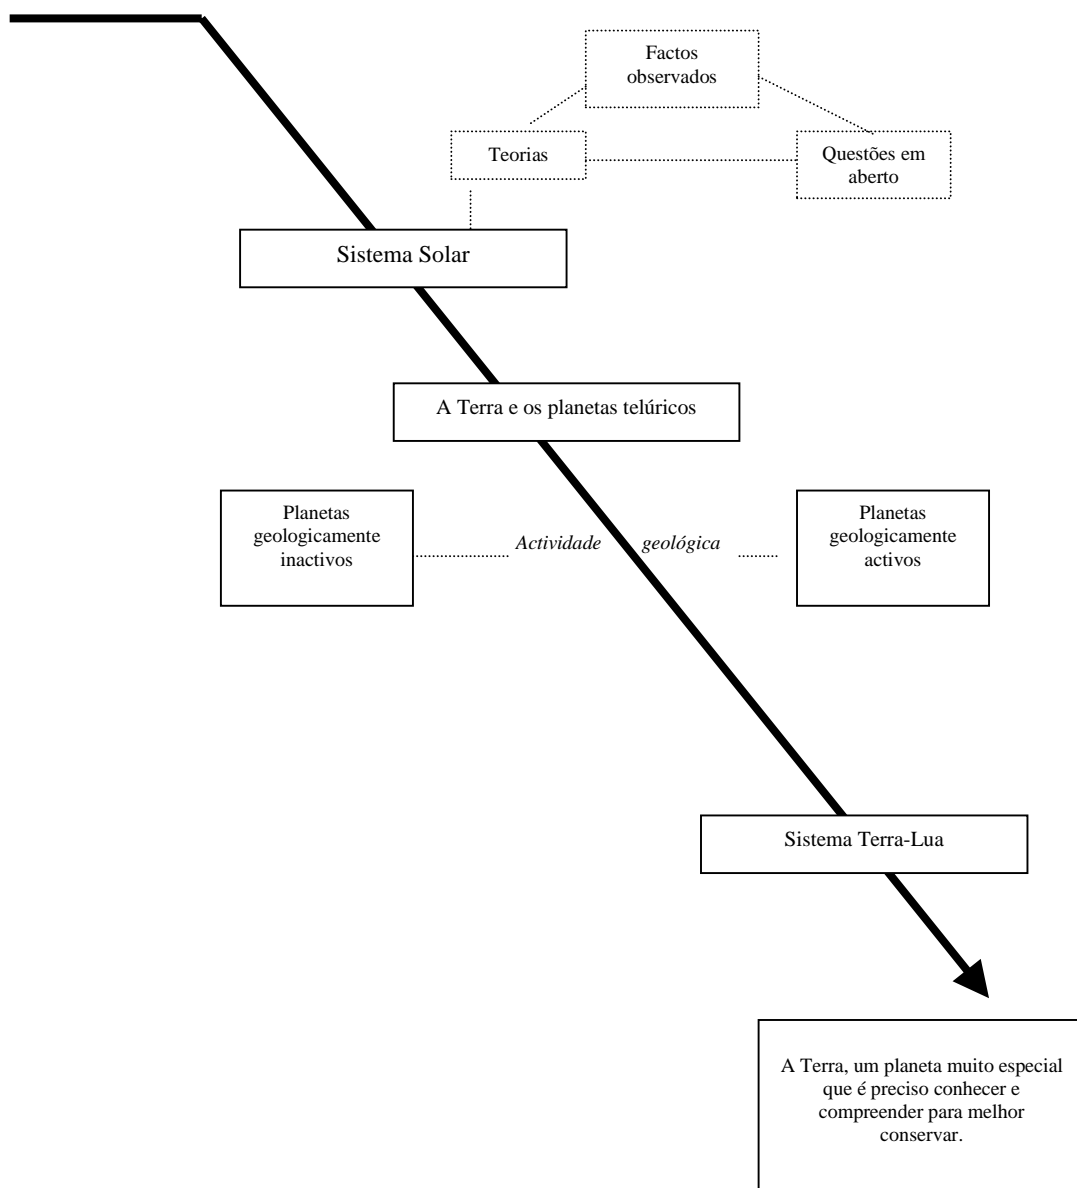 Factos
observados
Teorias
Questões em
aberto
Sistema Solar
A Terra e os planetas telúricos
Planetas
geologicamente
inactivos
Actividade geológica
Planetas
geologicamente
activos
Sistema Terra-Lua
A Terra, um planeta muito especial
que é preciso conhecer e
compreender para melhor
conservar.